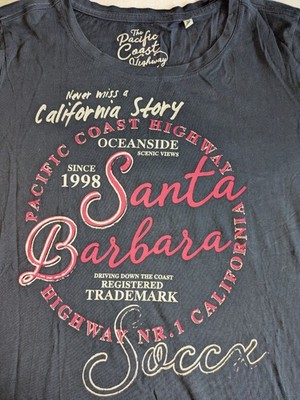 The
Pacific
Coast
Highway
Never miss a
California Story
PACIFIC COAST HIGHWAY
OCEANSIDE
SCENIC VIEWS
SINCE
1998
Santa
Barbara
DRIVING DOWN THE COAST
REGISTERED
TRADEMARK
HIGHWAY NR.1 CALIFORNIA
Soccx